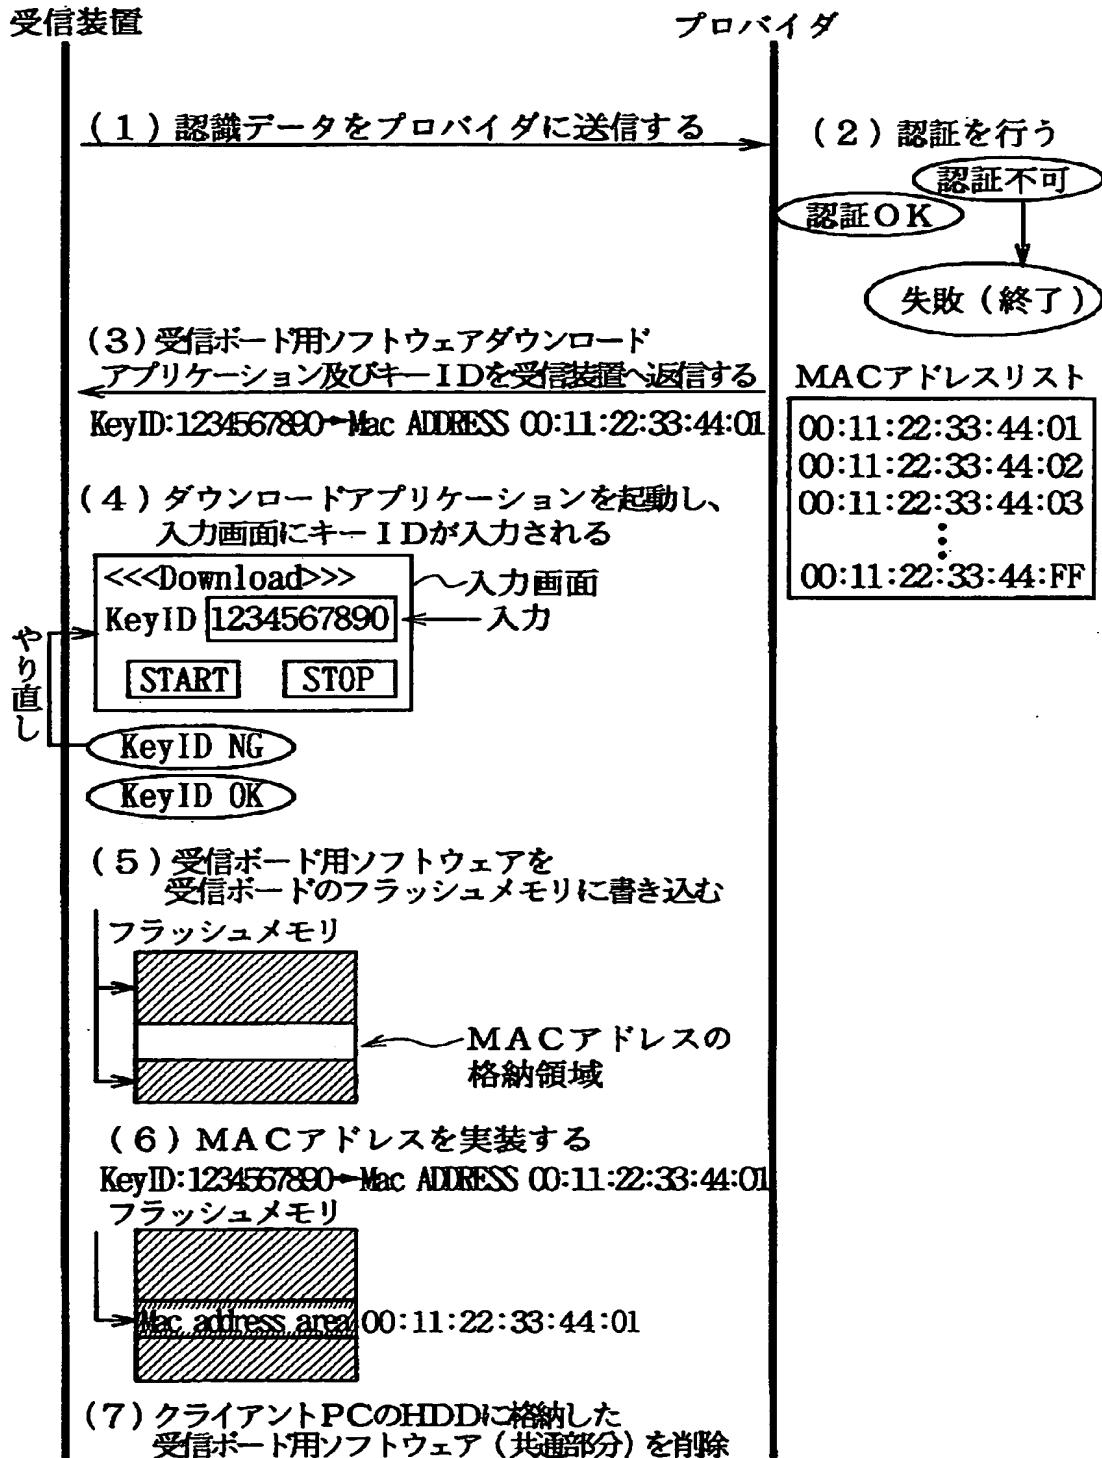 受信装置
プロバイダ
(1)認識データをプロバイダに送信する
(2)認証を行う
認証不可
認証OK
失敗(終了)
(3)受信ボード用ソフトウェアダウンロード
アプリケーション及びキーIDを受信装置へ返信する
KeyID:1234567890→Mac ADDRESS 00:11:22:33:44:01
MACアドレスリスト
00:11:22:33:44:01
00:11:22:33:44:02
00:11:22:33:44:03
⋮
00:11:22:33:44:FF
(4)ダウンロードアプリケーションを起動し、
入力画面にキーIDが入力される
<<<Download>>>
入力画面
KeyID 1234567890
入力
START STOP
やり直し
KeyID NG
KeyID OK
(5)受信ボード用ソフトウェアを
受信ボードのフラッシュメモリに書き込む
フラッシュメモリ
MACアドレスの
格納領域
(6)MACアドレスを実装する
KeyID:1234567890→Mac ADDRESS 00:11:22:33:44:01
フラッシュメモリ
Mac address area 00:11:22:33:44:01
(7)クライアントPCのHDDに格納した
受信ボード用ソフトウェア(共通部分)を削除